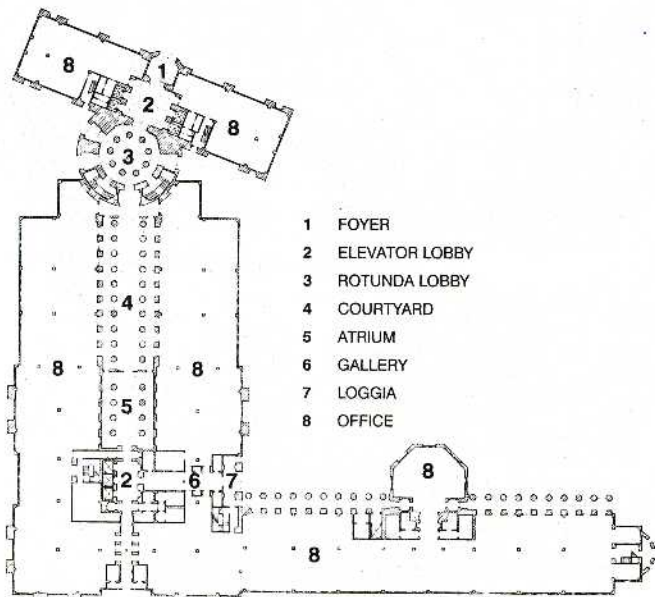 8
1
2
8
3
4
8
8
5
2
6
7
8
8
1 FOYER
2 ELEVATOR LOBBY
3 ROTUNDA LOBBY
4 COURTYARD
5 ATRIUM
6 GALLERY
7 LOGGIA
8 OFFICE